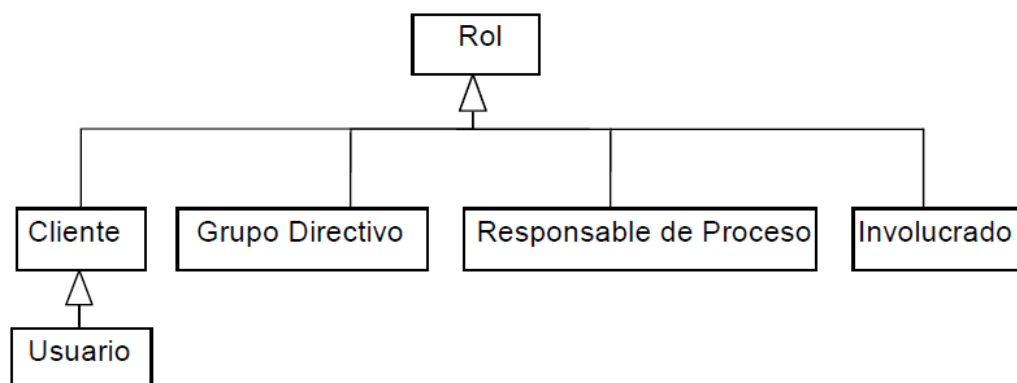 Rol
Cliente
Grupo Directivo
Responsable de Proceso
Involucrado
Usuario